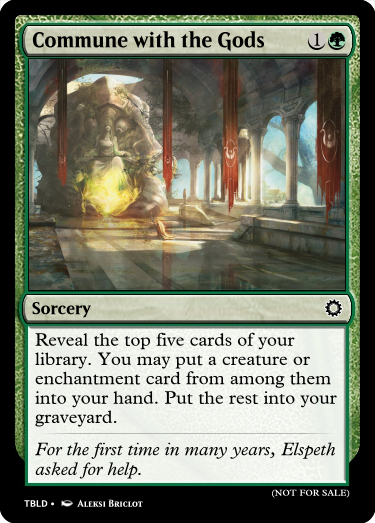 Commune with the Gods 1
Sorcery
Reveal the top five cards of your
library. You may put a creature or
enchantment card from among them
into your hand. Put the rest into your
graveyard.
For the first time in many years, Elspeth
asked for help.
(NOT FOR SALE)
TBLD • Aleksi Briclot